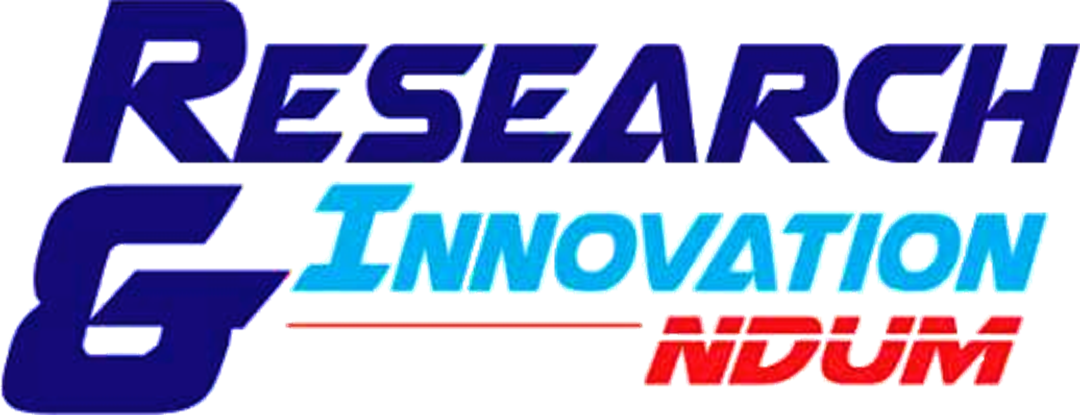 RESEARCH
& INNOVATION
NDUM